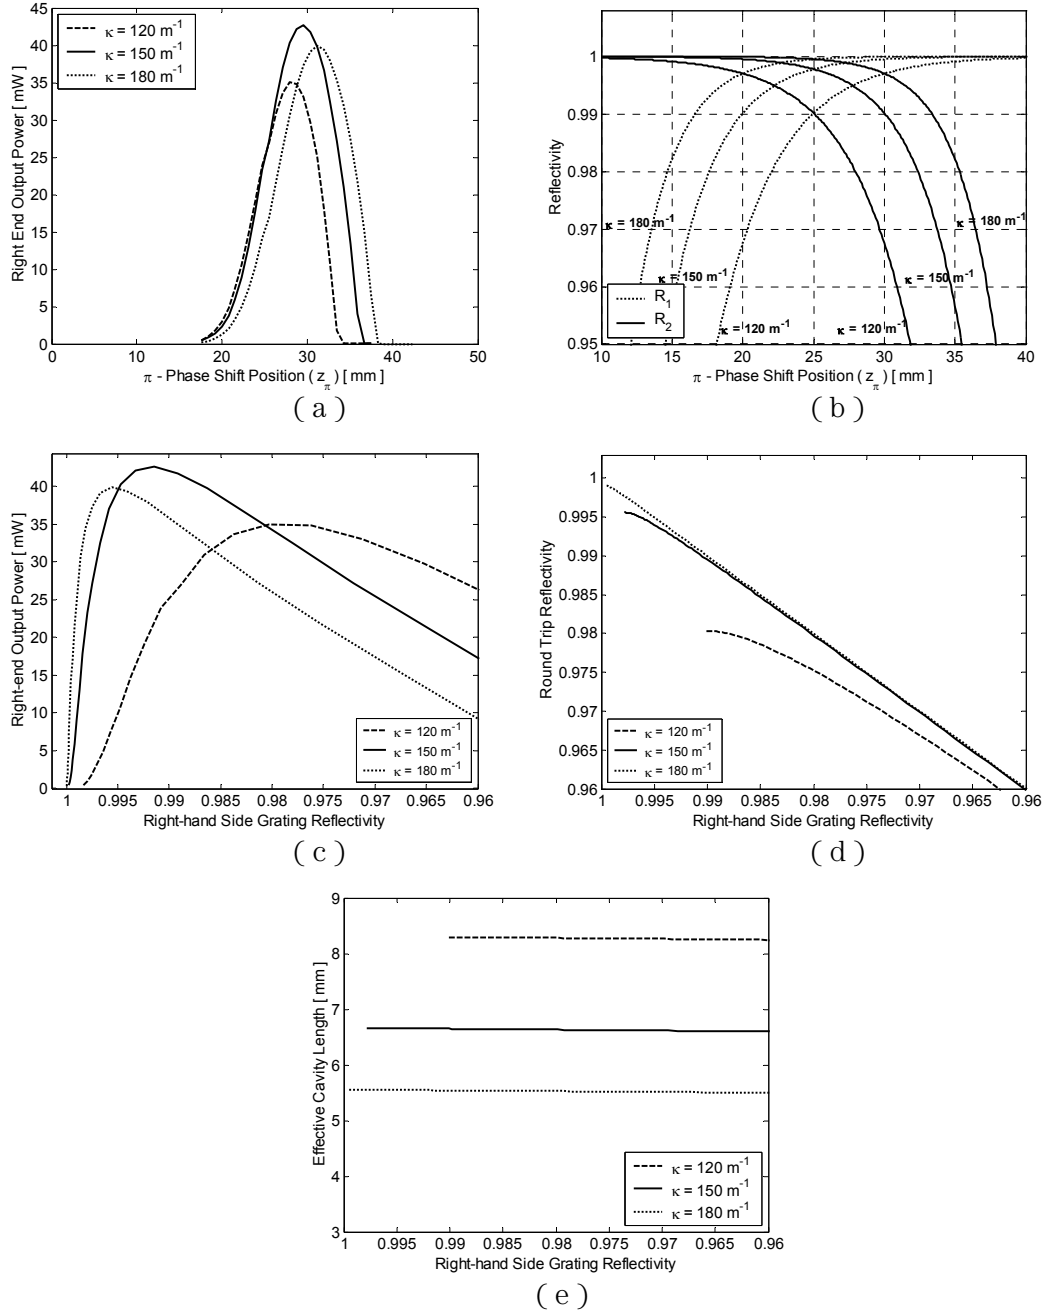 45
40
35
30
25
20
15
10
5
0
κ = 120 m-1
κ = 150 m-1
κ = 180 m-1
Right End Output Power [ mW ]
0 10 20 30 40 50
π - Phase Shift Position ( zπ ) [ mm ]
( a )
1
0.99
0.98
0.97
0.96
0.95
Reflectivity
κ = 180 m-1
κ = 180 m-1
κ = 150 m-1
κ = 150 m-1
R1
R2
κ = 120 m-1
κ = 120 m-1
10 15 20 25 30 35 40
π - Phase Shift Position ( zπ ) [ mm ]
( b )
40
35
30
25
20
15
10
5
0
Right-end Output Power [ mW ]
κ = 120 m-1
κ = 150 m-1
κ = 180 m-1
1 0.995 0.99 0.985 0.98 0.975 0.97 0.965 0.96
Right-hand Side Grating Reflectivity
( c )
1
0.995
0.99
0.985
0.98
0.975
0.97
0.965
0.96
Round Trip Reflectivity
κ = 120 m-1
κ = 150 m-1
κ = 180 m-1
1 0.995 0.99 0.985 0.98 0.975 0.97 0.965 0.96
Right-hand Side Grating Reflectivity
( d )
9
8
7
6
5
4
3
Effective Cavity Length [ mm ]
κ = 120 m-1
κ = 150 m-1
κ = 180 m-1
1 0.995 0.99 0.985 0.98 0.975 0.97 0.965 0.96
Right-hand Side Grating Reflectivity
( e )